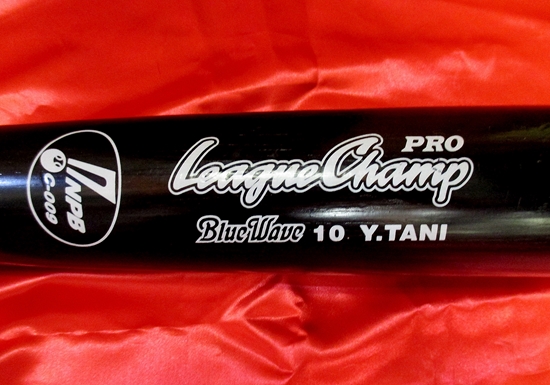 NPB
C-009
PRO
LeagueChamp
BlueWave 10 Y.TANI